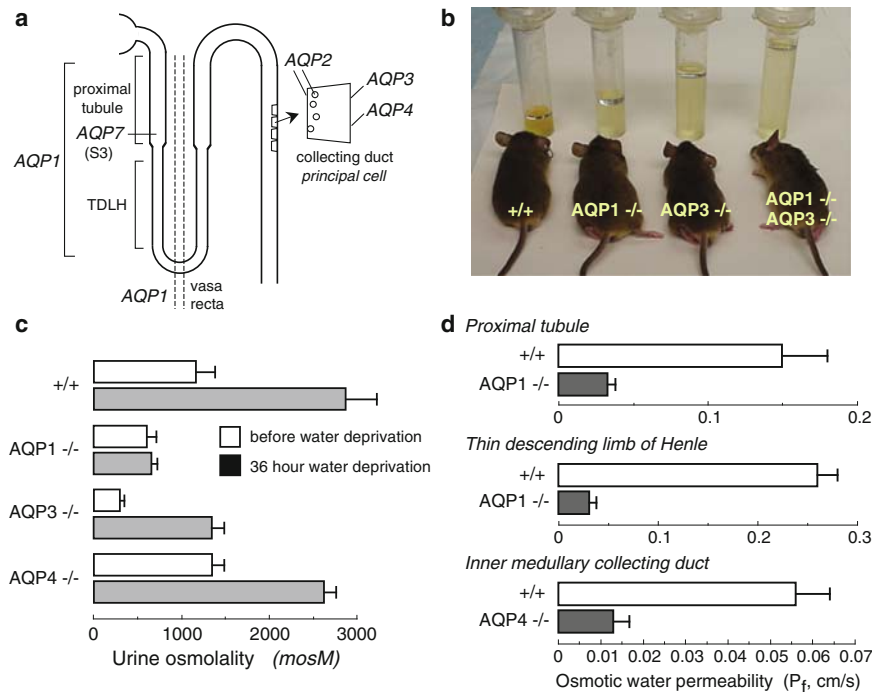 a
proximal
tubule
AQP7
(S3)
AQP1
TDLH
AQP1
vasa
recta
AQP2
AQP3
AQP4
collecting duct
principal cell
b
+/+
AQP1 -/-
AQP3 -/-
AQP1 -/-
AQP3 -/-
c
+/+
AQP1 -/-
AQP3 -/-
AQP4 -/-
before water deprivation
36 hour water deprivation
0 1000 2000 3000
Urine osmolality (mosM)
d
Proximal tubule
+/+
AQP1 -/-
0 0.1 0.2
Thin descending limb of Henle
+/+
AQP1 -/-
0 0.1 0.2 0.3
Inner medullary collecting duct
+/+
AQP4 -/-
0 0.01 0.02 0.03 0.04 0.05 0.06 0.07
Osmotic water permeability (Pf, cm/s)